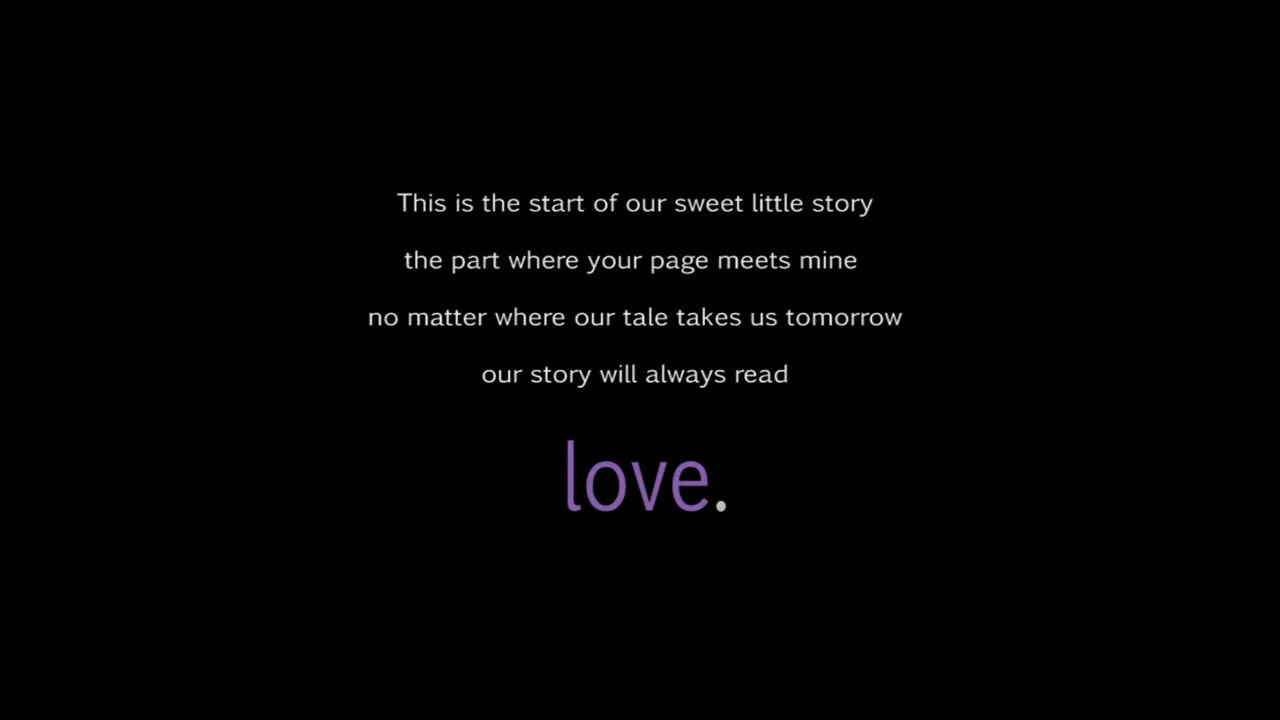 This is the start of our sweet little story
the part where your page meets mine
no matter where our tale takes us tomorrow
our story will always read
love.